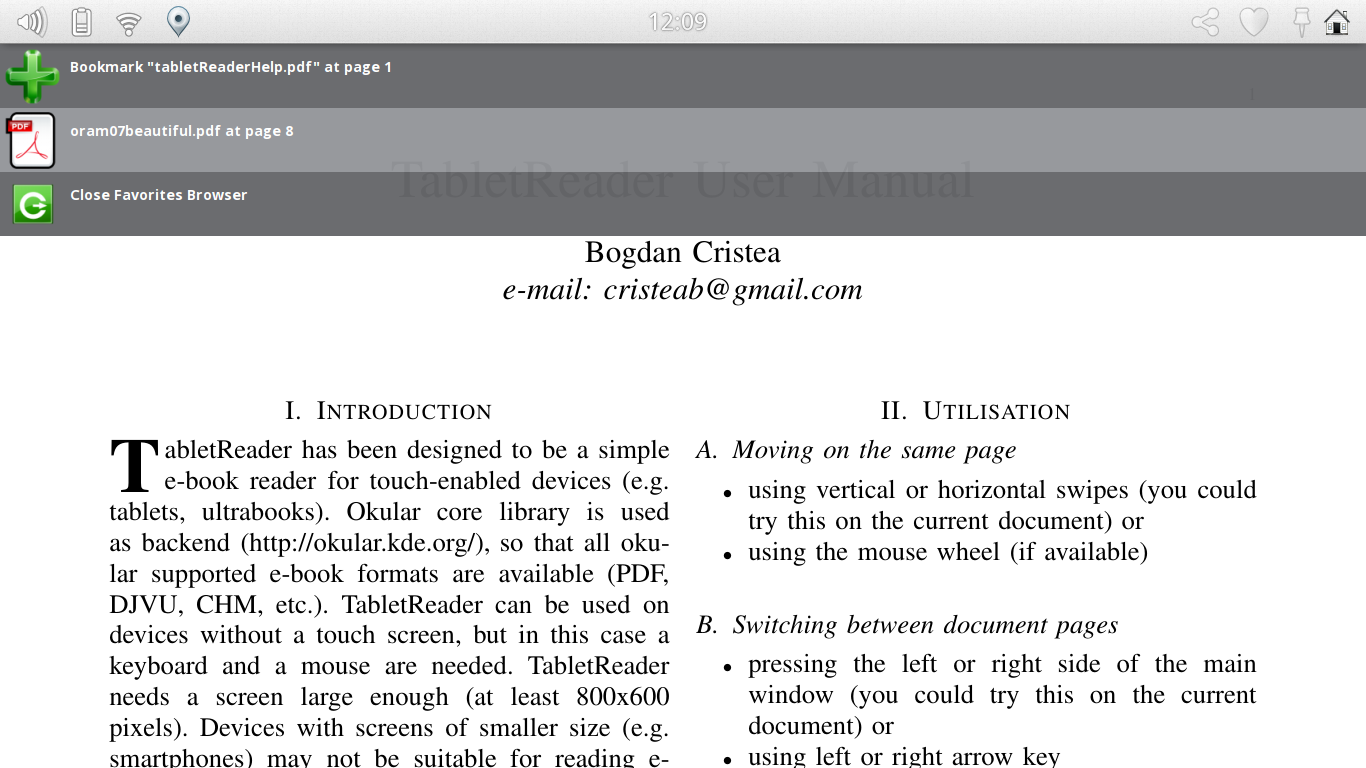 12:09
Bookmark "tabletReaderHelp.pdf" at page 1
PDF
oram07beautiful.pdf at page 8
TabletReader User Manual
Close Favorites Browser
Bogdan Cristea
e-mail: cristeab@gmail.com
I. INTRODUCTION
TabletReader has been designed to be a simple
e-book reader for touch-enabled devices (e.g.
tablets, ultrabooks). Okular core library is used
as backend (http://okular.kde.org/), so that all oku-
lar supported e-book formats are available (PDF,
DJVU, CHM, etc.). TabletReader can be used on
devices without a touch screen, but in this case a
keyboard and a mouse are needed. TabletReader
needs a screen large enough (at least 800x600
pixels). Devices with screens of smaller size (e.g.
smartphones) may not be suitable for reading e-
II. UTILISATION
A. Moving on the same page
• using vertical or horizontal swipes (you could
try this on the current document) or
• using the mouse wheel (if available)
B. Switching between document pages
• pressing the left or right side of the main
window (you could try this on the current
document) or
• using left or right arrow key